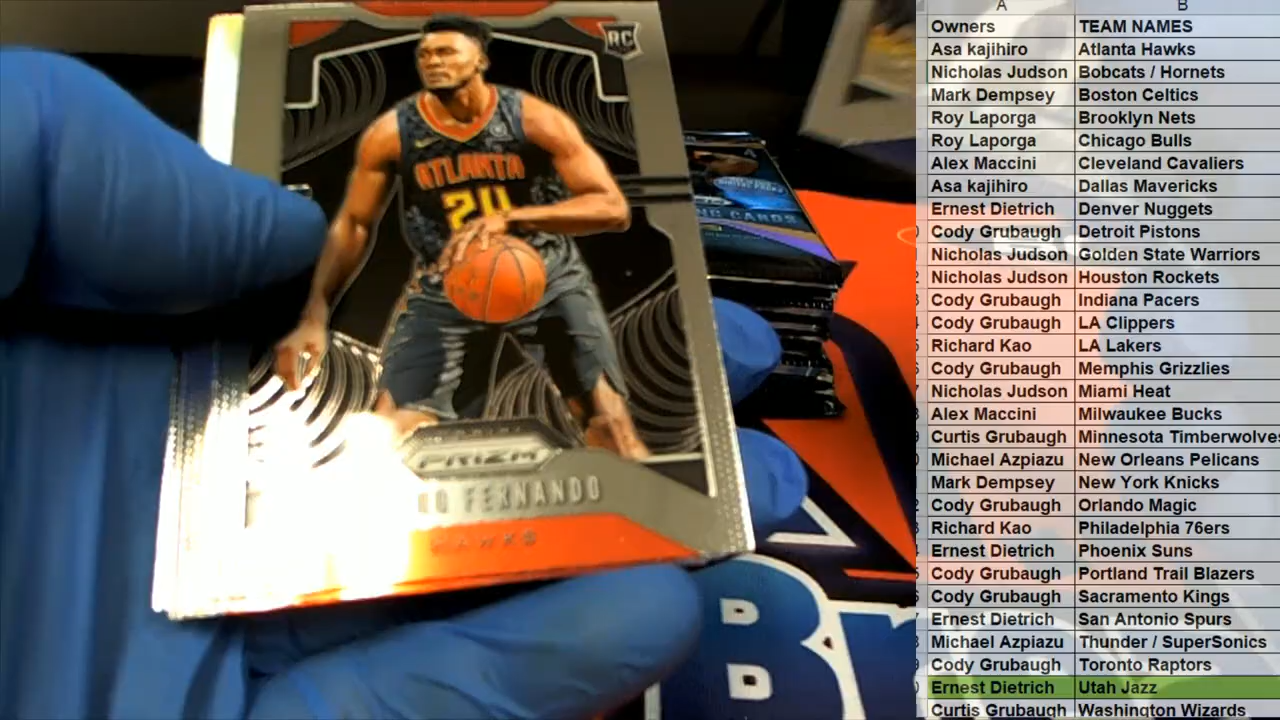 RC
ATLANTA
24
PRIZM
FERNANDO
HAWKS
CARDS
Br
A B
Owners TEAM NAMES
Asa kajihiro Atlanta Hawks
Nicholas Judson Bobcats / Hornets
Mark Dempsey Boston Celtics
Roy Laporga Brooklyn Nets
Roy Laporga Chicago Bulls
Alex Maccini Cleveland Cavaliers
Asa kajihiro Dallas Mavericks
Ernest Dietrich Denver Nuggets
Cody Grubaugh Detroit Pistons
Nicholas Judson Golden State Warriors
Nicholas Judson Houston Rockets
Cody Grubaugh Indiana Pacers
Cody Grubaugh LA Clippers
Richard Kao LA Lakers
Cody Grubaugh Memphis Grizzlies
Nicholas Judson Miami Heat
Alex Maccini Milwaukee Bucks
Curtis Grubaugh Minnesota Timberwolves
Michael Azpiazu New Orleans Pelicans
Mark Dempsey New York Knicks
Cody Grubaugh Orlando Magic
Richard Kao Philadelphia 76ers
Ernest Dietrich Phoenix Suns
Cody Grubaugh Portland Trail Blazers
Cody Grubaugh Sacramento Kings
Ernest Dietrich San Antonio Spurs
Michael Azpiazu Thunder / SuperSonics
Cody Grubaugh Toronto Raptors
Ernest Dietrich Utah Jazz
Curtis Grubaugh Washington Wizards